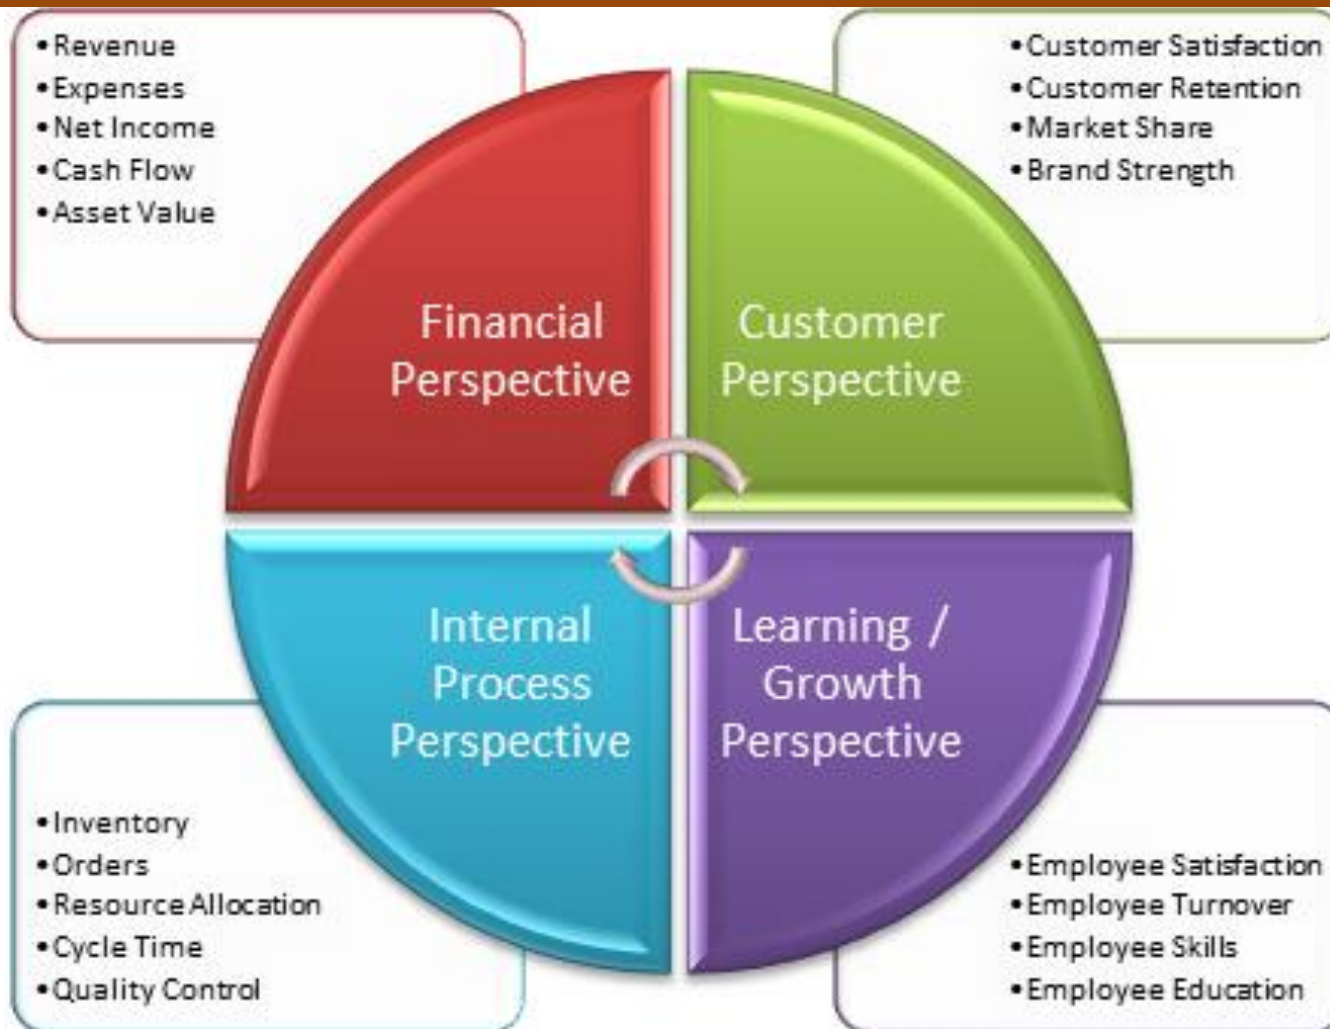 •Revenue
•Expenses
•Net Income
•Cash Flow
•Asset Value
•Customer Satisfaction
•Customer Retention
•Market Share
•Brand Strength
Financial
Perspective
Customer
Perspective
Internal
Process
Perspective
Learning /
Growth
Perspective
•Inventory
•Orders
•Resource Allocation
•Cycle Time
•Quality Control
•Employee Satisfaction
•Employee Turnover
•Employee Skills
•Employee Education